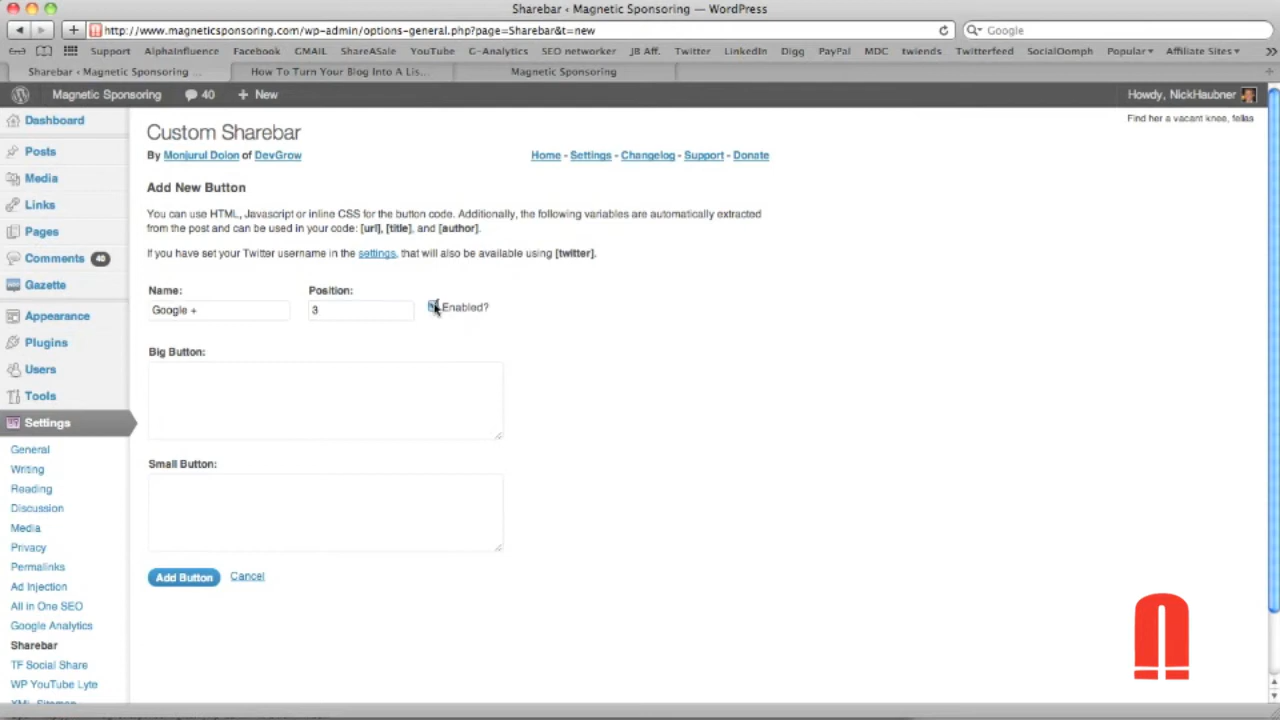 Sharebar ‹ Magnetic Sponsoring — WordPress
http://www.magneticsponsoring.com/wp-admin/options-general.php?page=Sharebar&t=new
Google
Support AlphaInfluence Facebook GMAIL ShareASale YouTube G-Analytics SEO networker JB Aff. Twitter LinkedIn Digg PayPal MDC twiends Twitterfeed SocialOomph Popular Affiliate Sites
Sharebar ‹ Magnetic Sponsoring ... How To Turn Your Blog Into A Lis... Magnetic Sponsoring
Magnetic Sponsoring 40 + New Howdy, NickHaubner
Find her a vacant knee, fellas
Dashboard
Posts
Media
Links
Pages
Comments 40
Gazette
Appearance
Plugins
Users
Tools
Settings
General
Writing
Reading
Discussion
Media
Privacy
Permalinks
Ad Injection
All in One SEO
Google Analytics
Sharebar
TF Social Share
WP YouTube Lyte
XML-Sitemap
Custom Sharebar
By Monjurul Dolon of DevGrow Home - Settings - Changelog - Support - Donate
Add New Button
You can use HTML, Javascript or inline CSS for the button code. Additionally, the following variables are automatically extracted
from the post and can be used in your code: [url], [title], and [author].
If you have set your Twitter username in the settings, that will also be available using [twitter].
Name: Position:
Google + 3 Enabled?
Big Button:
Small Button:
Add Button Cancel